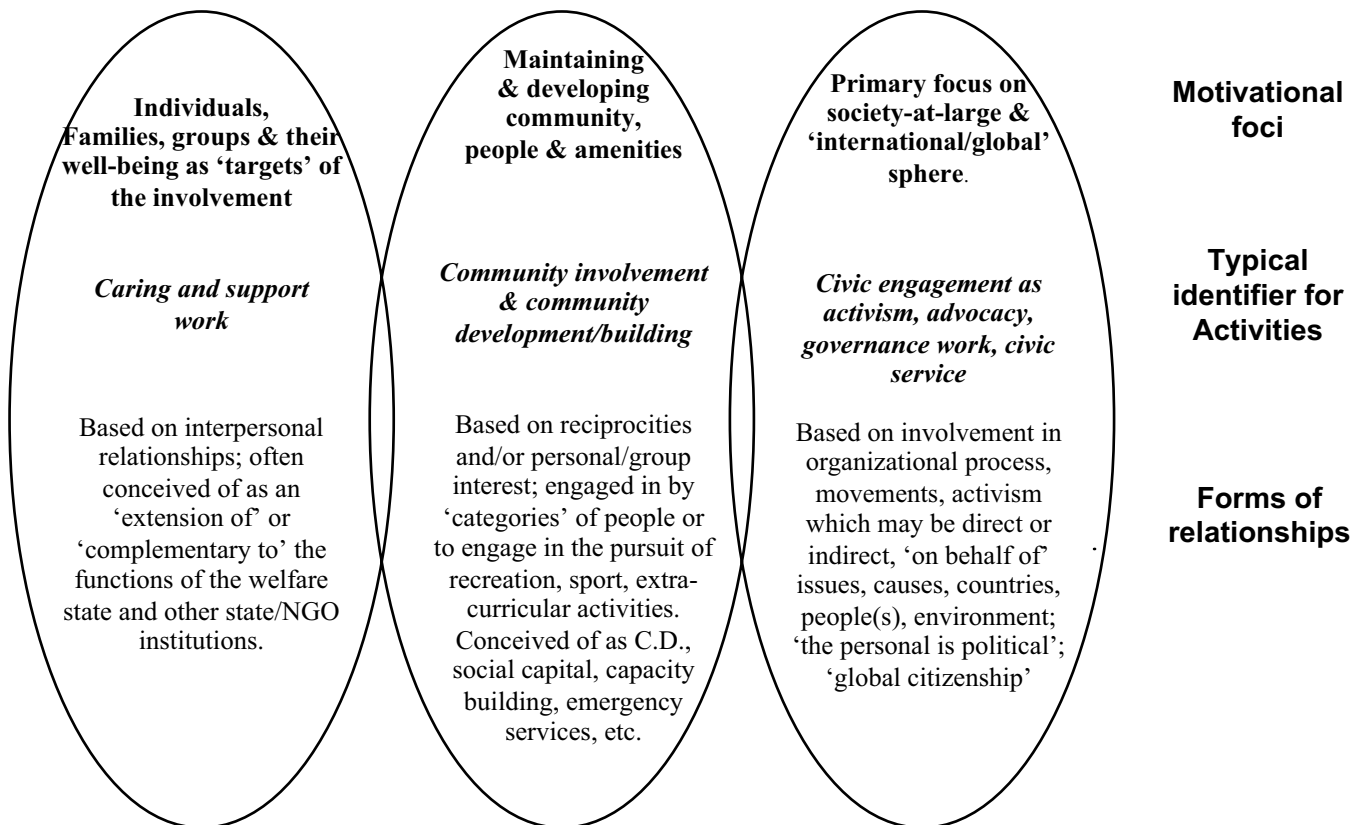 Individuals,
Families, groups & their
well-being as ‘targets’ of
the involvement
Caring and support
work
Based on interpersonal
relationships; often
conceived of as an
‘extension of’ or
‘complementary to’ the
functions of the welfare
state and other state/NGO
institutions.
Maintaining
& developing
community,
people & amenities
Community involvement
& community
development/building
Based on reciprocities
and/or personal/group
interest; engaged in by
‘categories’ of people or
to engage in the pursuit of
recreation, sport, extra-
curricular activities.
Conceived of as C.D.,
social capital, capacity
building, emergency
services, etc.
Primary focus on
society-at-large &
‘international/global’
sphere.
Civic engagement as
activism, advocacy,
governance work, civic
service
Based on involvement in
organizational process,
movements, activism
which may be direct or
indirect, ‘on behalf of’
issues, causes, countries,
people(s), environment;
‘the personal is political’;
‘global citizenship’
.
Motivational
foci
Typical
identifier for
Activities
Forms of
relationships